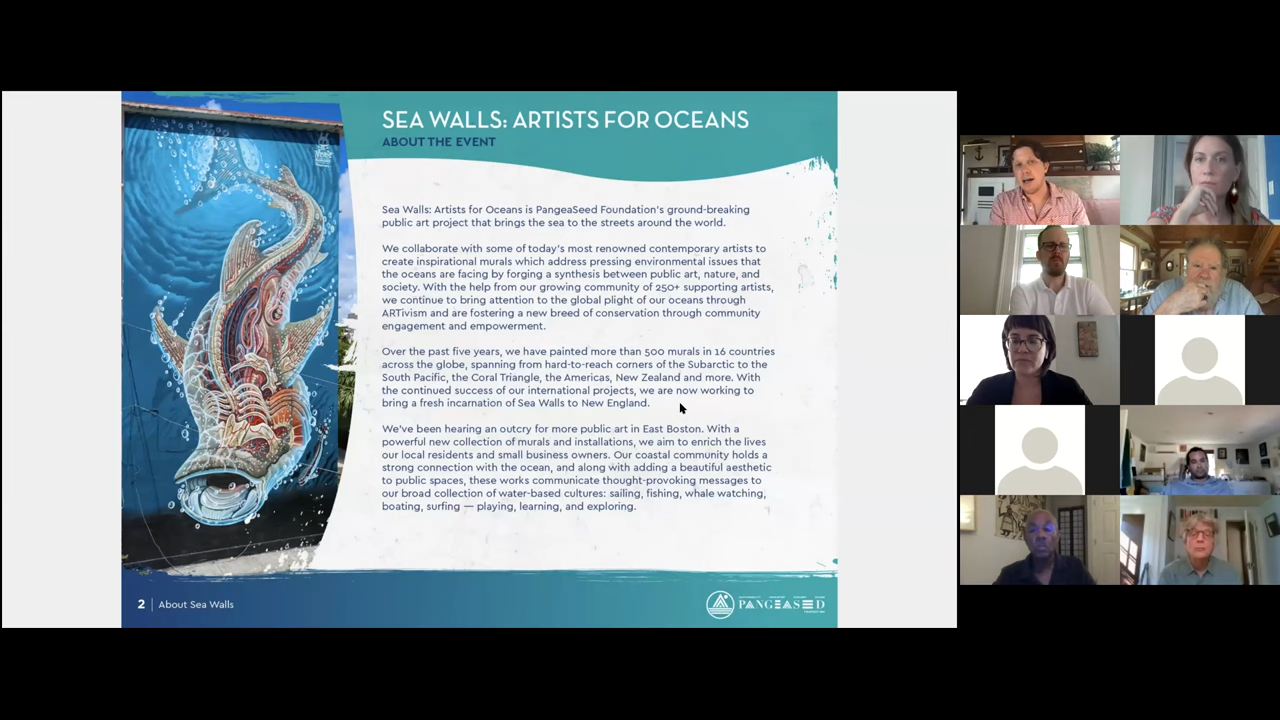 SEA WALLS: ARTISTS FOR OCEANS
ABOUT THE EVENT
Sea Walls: Artists for Oceans is PangeaSeed Foundation's ground-breaking
public art project that brings the sea to the streets around the world.
We collaborate with some of today's most renowned contemporary artists to
create inspirational murals which address pressing environmental issues that
the oceans are facing by forging a synthesis between public art, nature, and
society. With the help from our growing community of 250+ supporting artists,
we continue to bring attention to the global plight of our oceans through
ARTivism and are fostering a new breed of conservation through community
engagement and empowerment.
Over the past five years, we have painted more than 500 murals in 16 countries
across the globe, spanning from hard-to-reach corners of the Subarctic to the
South Pacific, the Coral Triangle, the Americas, New Zealand and more. With
the continued success of our international projects, we are now working to
bring a fresh incarnation of Sea Walls to New England.
We've been hearing an outcry for more public art in East Boston. With a
powerful new collection of murals and installations, we aim to enrich the lives
our local residents and small business owners. Our coastal community holds a
strong connection with the ocean, and along with adding a beautiful aesthetic
to public spaces, these works communicate thought-provoking messages to
our broad collection of water-based cultures: sailing, fishing, whale watching,
boating, surfing — playing, learning, and exploring.
2 | About Sea Walls
PANGEASEED